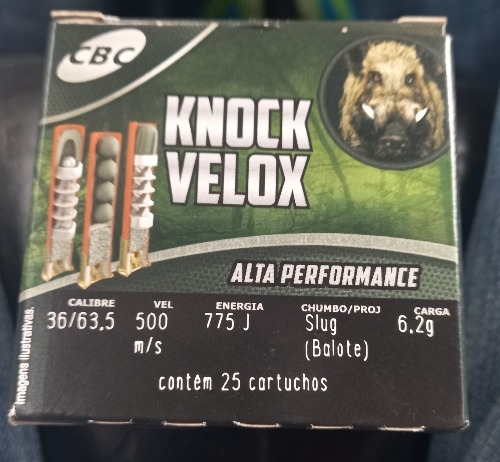 CBC
KNOCK
VELOX
ALTA PERFORMANCE
CALIBRE VEL ENERGIA CHUMBO/PROJ CARGA
36/63,5 500 775 J Slug 6,2g
m/s (Balote)
contêm 25 cartuchos
Imagens ilustrativas.